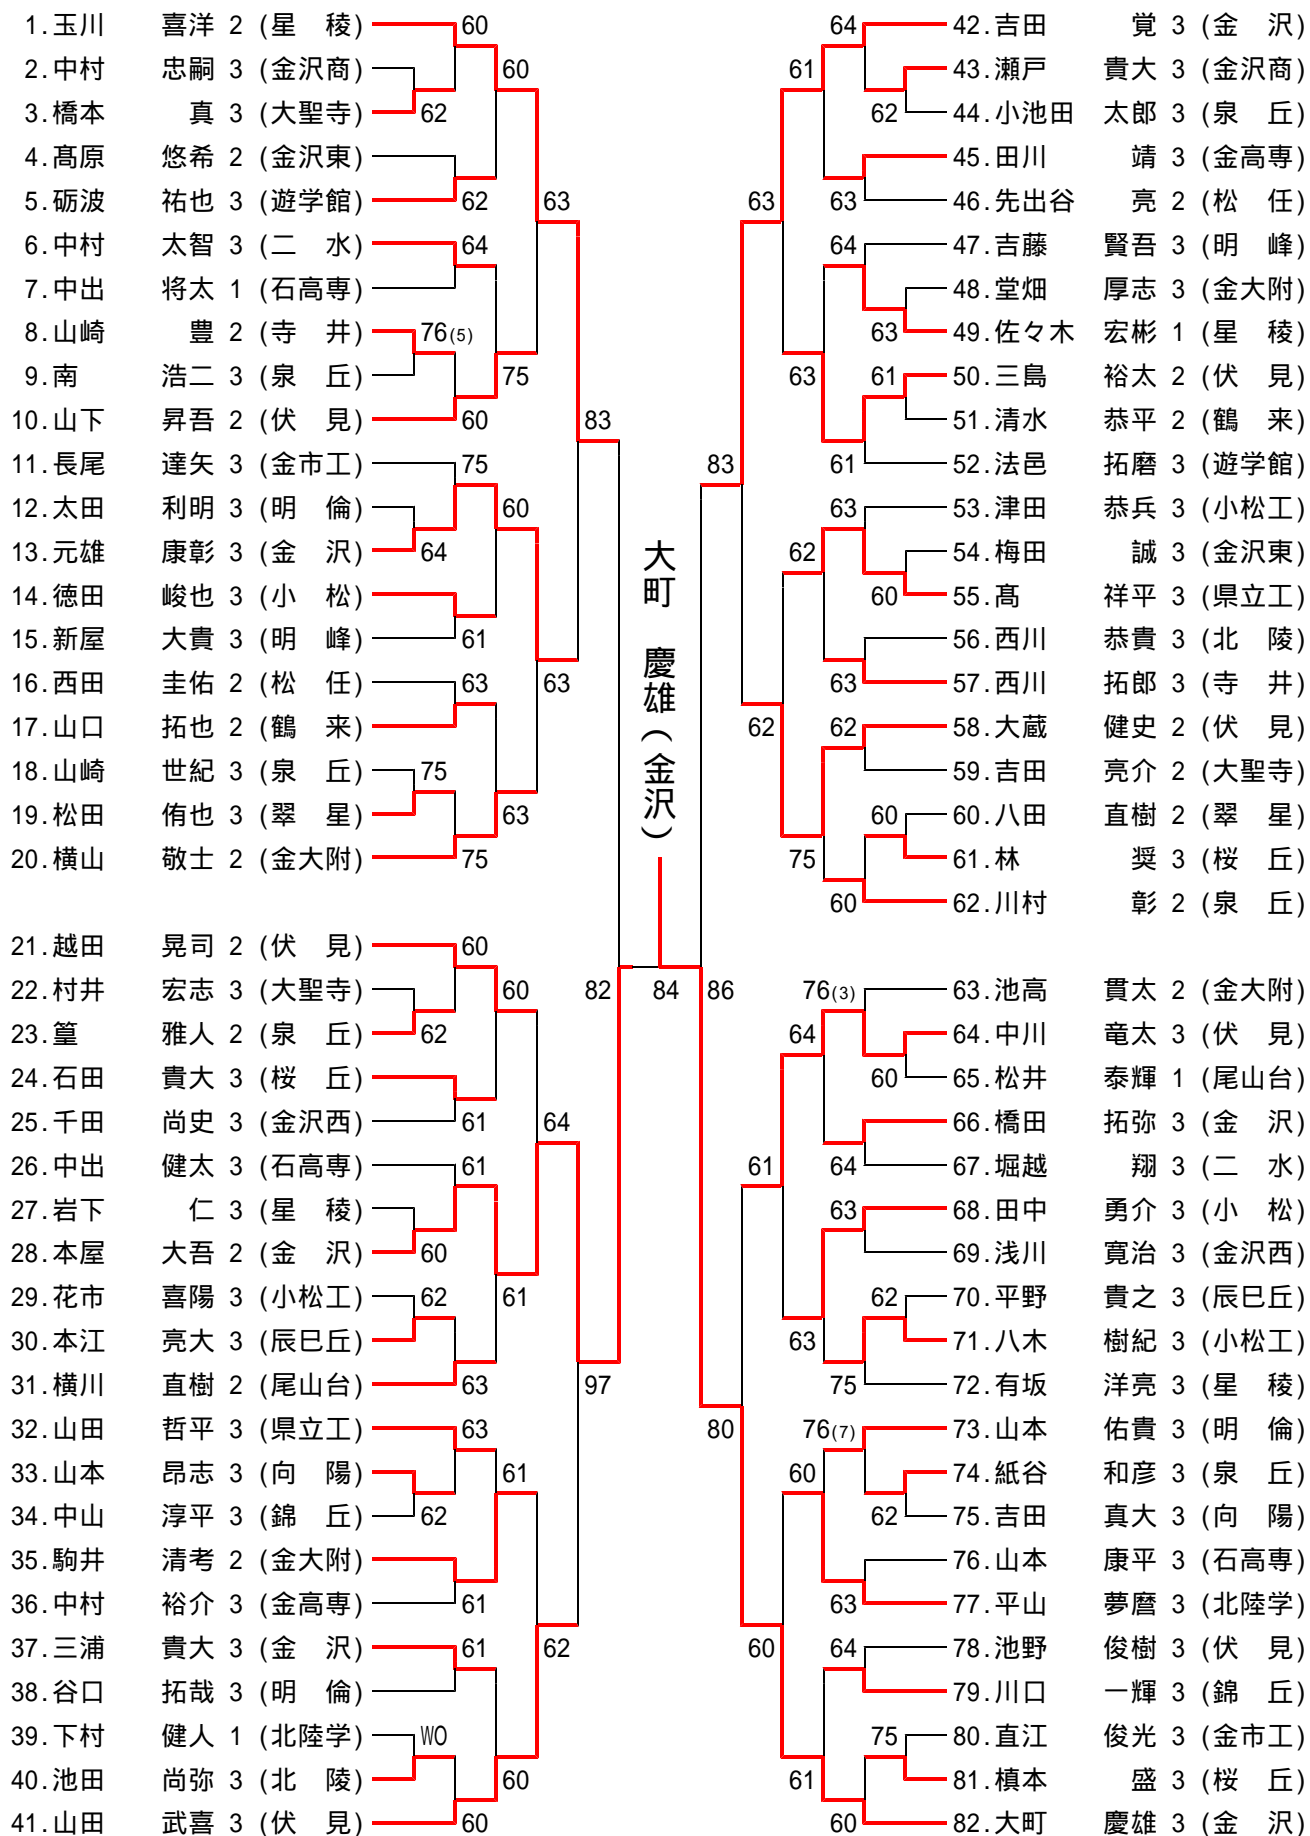 1.玉川 喜洋 2 (星 稜) 60
2.中村 忠嗣 3 (金沢商) 60
3.橋本 真 3 (大聖寺) 62
4.髙原 悠希 2 (金沢東)
5.砺波 祐也 3 (遊学館) 62 63
6.中村 太智 3 (二 水) 64
7.中出 将太 1 (石高専)
8.山崎 豊 2 (寺 井) 76(5)
9.南 浩二 3 (泉 丘) 75
10.山下 昇吾 2 (伏 見) 60 83
11.長尾 達矢 3 (金市工) 75
12.太田 利明 3 (明 倫) 60
13.元雄 康彰 3 (金 沢) 64
14.徳田 峻也 3 (小 松)
15.新屋 大貴 3 (明 峰) 61
16.西田 圭佑 2 (松 任) 63 63
17.山口 拓也 2 (鶴 来)
18.山崎 世紀 3 (泉 丘) 75
19.松田 侑也 3 (翠 星) 63
20.横山 敬士 2 (金大附) 75
21.越田 晃司 2 (伏 見) 60
22.村井 宏志 3 (大聖寺) 60 82
23.篁 雅人 2 (泉 丘) 62
24.石田 貴大 3 (桜 丘)
25.千田 尚史 3 (金沢西) 61 64
26.中出 健太 3 (石高専) 61
27.岩下 仁 3 (星 稜)
28.本屋 大吾 2 (金 沢) 60
29.花市 喜陽 3 (小松工) 62 61
30.本江 亮大 3 (辰巳丘)
31.横川 直樹 2 (尾山台) 63 97
32.山田 哲平 3 (県立工) 63
33.山本 昂志 3 (向 陽) 61
34.中山 淳平 3 (錦 丘) 62
35.駒井 清考 2 (金大附)
36.中村 裕介 3 (金高専) 61
37.三浦 貴大 3 (金 沢) 61 62
38.谷口 拓哉 3 (明 倫)
39.下村 健人 1 (北陸学) WO
40.池田 尚弥 3 (北 陵) 60
41.山田 武喜 3 (伏 見) 60
大町 慶雄(金沢)
84
64 42.吉田 覚 3 (金 沢)
61 43.瀬戸 貴大 3 (金沢商)
62 44.小池田 太郎 3 (泉 丘)
45.田川 靖 3 (金高専)
63 63 46.先出谷 亮 2 (松 任)
64 47.吉藤 賢吾 3 (明 峰)
48.堂畑 厚志 3 (金大附)
63 49.佐々木 宏彬 1 (星 稜)
63 61 50.三島 裕太 2 (伏 見)
51.清水 恭平 2 (鶴 来)
83 61 52.法邑 拓磨 3 (遊学館)
63 53.津田 恭兵 3 (小松工)
62 54.梅田 誠 3 (金沢東)
60 55.髙 祥平 3 (県立工)
56.西川 恭貴 3 (北 陵)
63 57.西川 拓郎 3 (寺 井)
62 62 58.大蔵 健史 2 (伏 見)
59.吉田 亮介 2 (大聖寺)
60 60.八田 直樹 2 (翠 星)
75 61.林 奨 3 (桜 丘)
60 62.川村 彰 2 (泉 丘)
86 76(3) 63.池高 貫太 2 (金大附)
64 64.中川 竜太 3 (伏 見)
60 65.松井 泰輝 1 (尾山台)
66.橋田 拓弥 3 (金 沢)
61 64 67.堀越 翔 3 (二 水)
63 68.田中 勇介 3 (小 松)
69.浅川 寛治 3 (金沢西)
62 70.平野 貴之 3 (辰巳丘)
63 71.八木 樹紀 3 (小松工)
75 72.有坂 洋亮 3 (星 稜)
80 76(7) 73.山本 佑貴 3 (明 倫)
60 74.紙谷 和彦 3 (泉 丘)
62 75.吉田 真大 3 (向 陽)
76.山本 康平 3 (石高専)
63 77.平山 夢磨 3 (北陸学)
60 64 78.池野 俊樹 3 (伏 見)
79.川口 一輝 3 (錦 丘)
75 80.直江 俊光 3 (金市工)
61 81.槙本 盛 3 (桜 丘)
60 82.大町 慶雄 3 (金 沢)